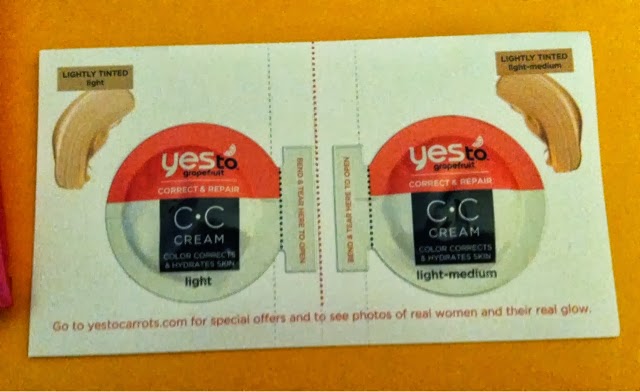 LIGHTLY TINTED
light
yes to
grapefruit
CORRECT & REPAIR
C•C
CREAM
COLOR CORRECTS
& HYDRATES SKIN
light
BEND & TEAR HERE TO OPEN
BEND & TEAR HERE TO OPEN
LIGHTLY TINTED
light-medium
yes to
grapefruit
CORRECT & REPAIR
C•C
CREAM
COLOR CORRECTS
& HYDRATES SKIN
light-medium
Go to yestocarrots.com for special offers and to see photos of real women and their real glow.